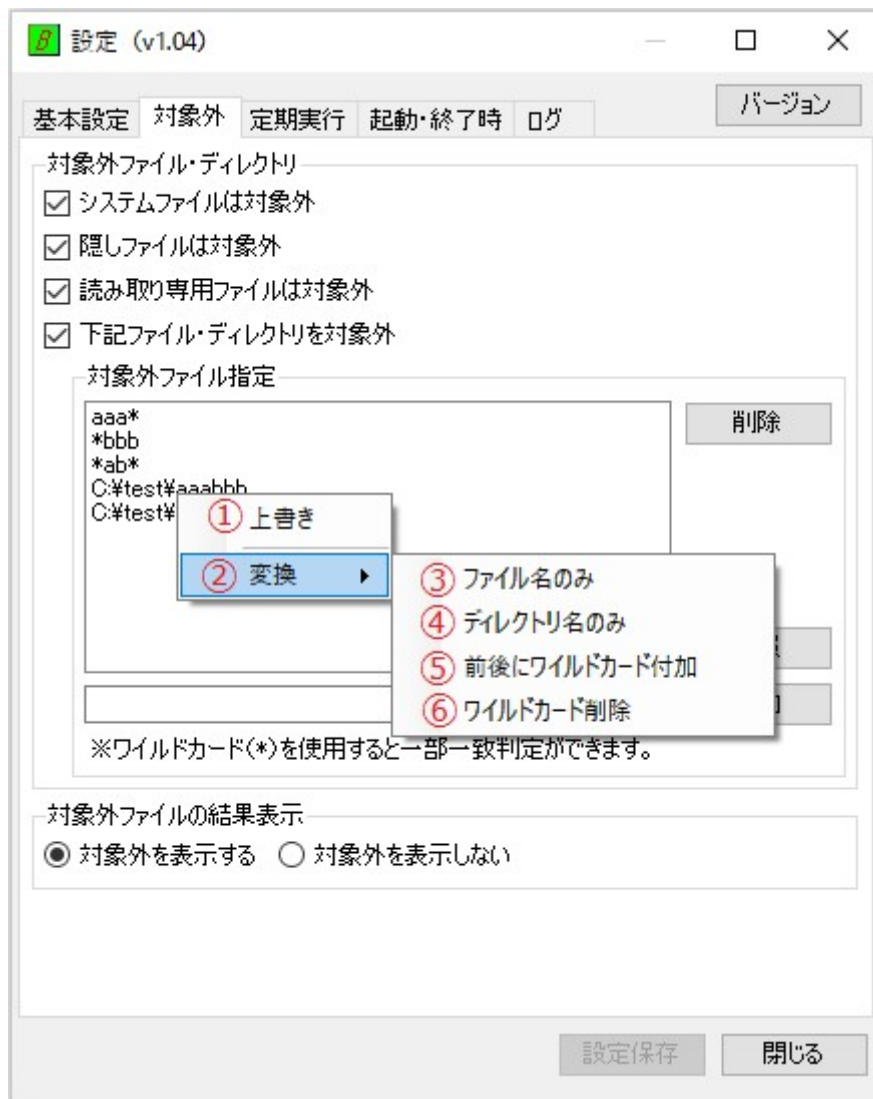 設定（v1.04）
バージョン
基本設定 対象外 定期実行 起動・終了時 ログ
対象外ファイル・ディレクトリ
システムファイルは対象外
隠しファイルは対象外
読み取り専用ファイルは対象外
下記ファイル・ディレクトリを対象外
対象外ファイル指定
aaa*
削除
*bbb
*ab*
C:¥test¥aaabbb
C:¥test¥
①上書き
②変換
③ファイル名のみ
④ディレクトリ名のみ
⑤前後にワイルドカード付加
⑥ワイルドカード削除
※ワイルドカード(*)を使用すると一部一致判定ができます。
対象外ファイルの結果表示
対象外を表示する 対象外を表示しない
設定保存 閉じる